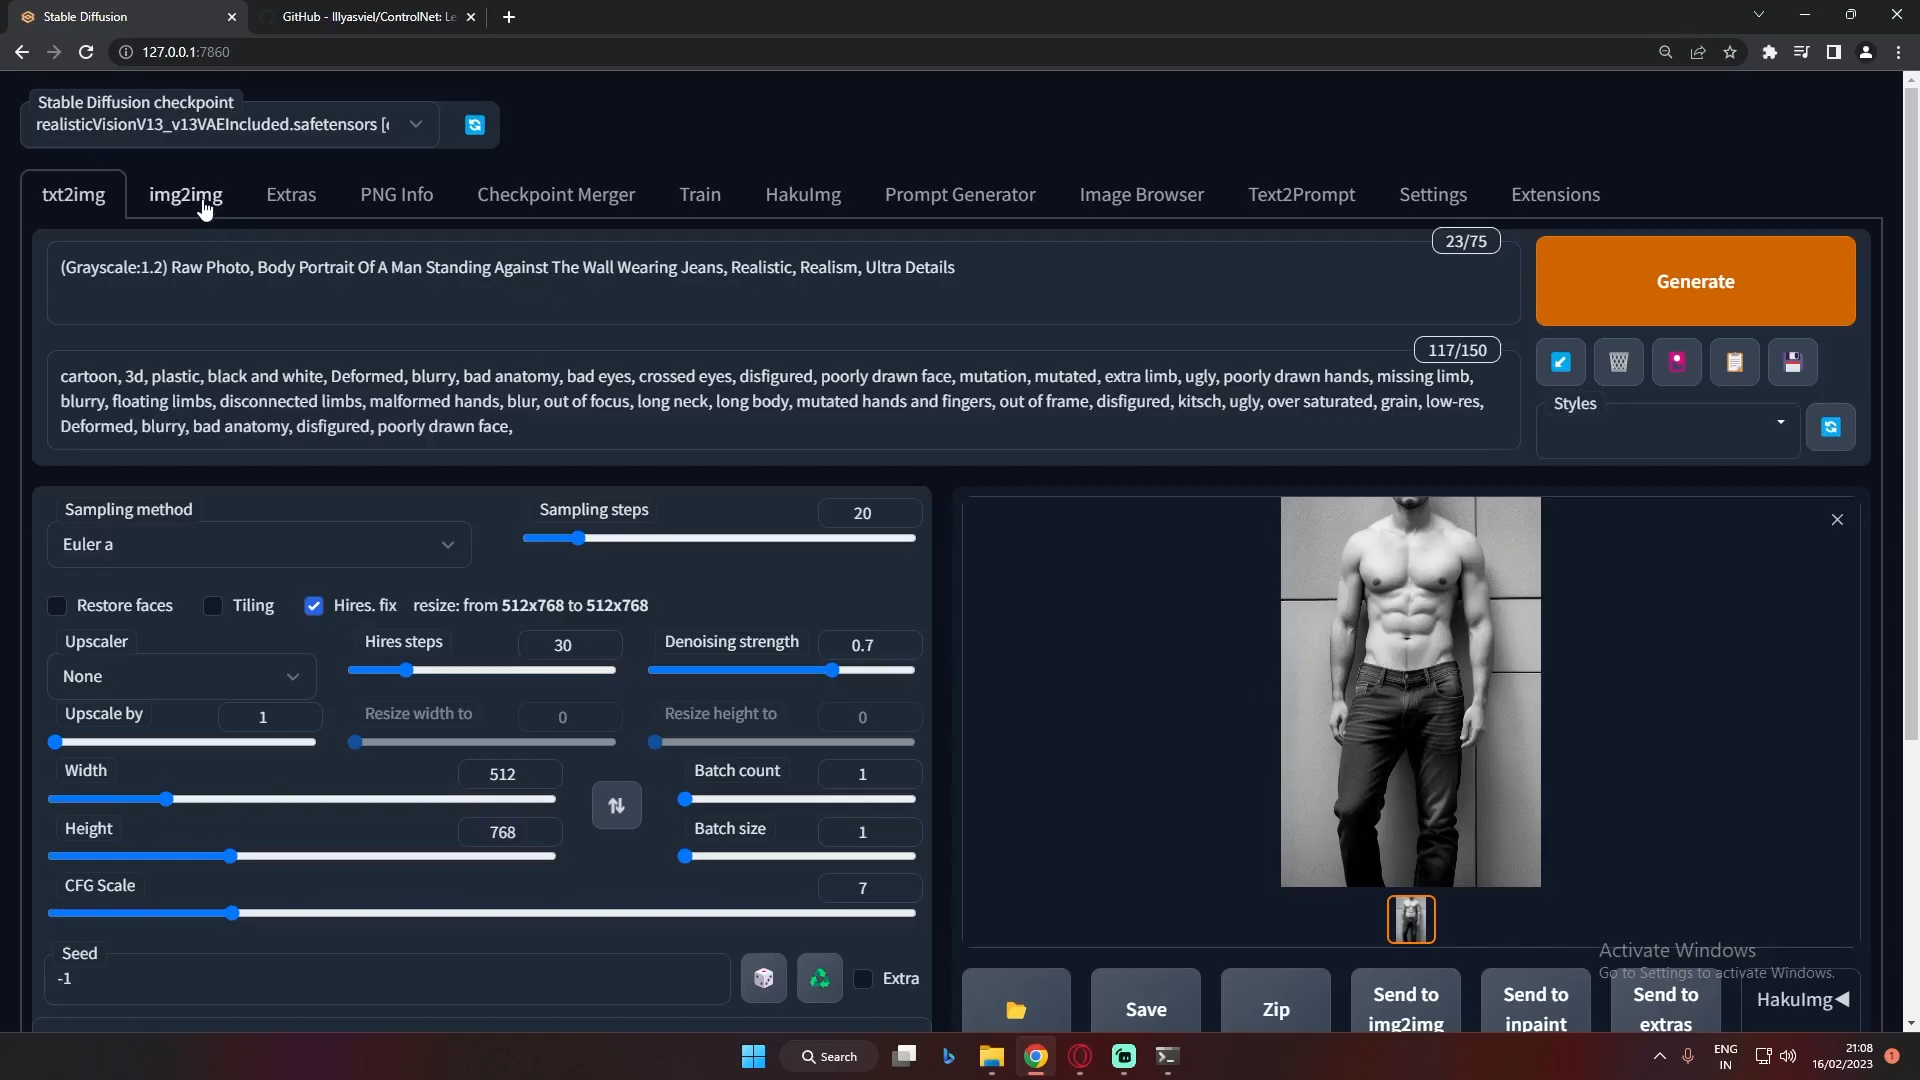 Stable Diffusion
GitHub - lllyasviel/ControlNet: Le
127.0.0.1:7860
Stable Diffusion checkpoint
realisticVisionV13_v13VAEIncluded.safetensors [
txt2img
img2img
Extras
PNG Info
Checkpoint Merger
Train
HakuImg
Prompt Generator
Image Browser
Text2Prompt
Settings
Extensions
23/75
(Grayscale:1.2) Raw Photo, Body Portrait Of A Man Standing Against The Wall Wearing Jeans, Realistic, Realism, Ultra Details
Generate
117/150
cartoon, 3d, plastic, black and white, Deformed, blurry, bad anatomy, bad eyes, crossed eyes, disfigured, poorly drawn face, mutation, mutated, extra limb, ugly, poorly drawn hands, missing limb,
blurry, floating limbs, disconnected limbs, malformed hands, blur, out of focus, long neck, long body, mutated hands and fingers, out of frame, disfigured, kitsch, ugly, over saturated, grain, low-res,
Deformed, blurry, bad anatomy, disfigured, poorly drawn face,
Styles
Sampling method
Euler a
Sampling steps
20
Restore faces
Tiling
Hires. fix
resize: from 512x768 to 512x768
Upscaler
None
Hires steps
30
Denoising strength
0.7
Upscale by
1
Resize width to
0
Resize height to
0
Width
512
Batch count
1
Height
768
Batch size
1
CFG Scale
7
Seed
-1
Extra
Save
Zip
Send to
img2img
Send to
inpaint
Send to
extras
HakuImg◀
Activate Windows
Go to Settings to activate Windows.
Search
ENG
IN
21:08
16/02/2023
1